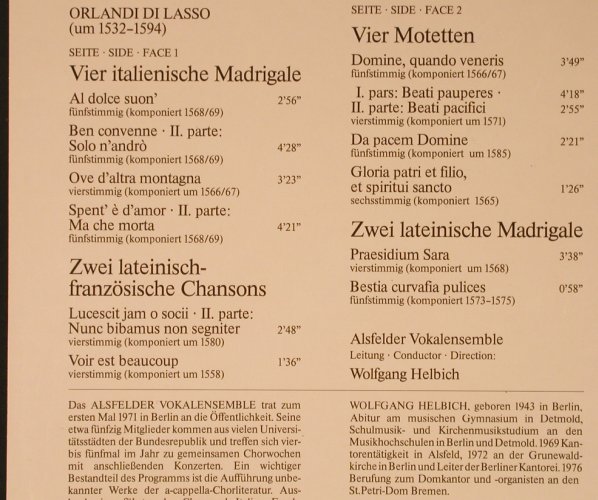 ORLANDI DI LASSO
(um 1532–1594)
SEITE · SIDE · FACE 1
Vier italienische Madrigale
Al dolce suon’ 2’56”
fünfstimmig (komponiert 1568/69)
Ben convenne · II. parte:
Solo n’andrò 4’28”
fünfstimmig (komponiert 1568/69)
Ove d’altra montagna 3’23”
vierstimmig (komponiert um 1566/67)
Spent’ è d’amor · II. parte:
Ma che morta 4’21”
fünfstimmig (komponiert 1568/69)
Zwei lateinisch-
französische Chansons
Lucescit jam o socii · II. parte:
Nunc bibamus non segniter 2’48”
vierstimmig (komponiert um 1580)
Voir est beaucoup 1’36”
vierstimmig (komponiert um 1558)
SEITE · SIDE · FACE 2
Vier Motetten
Domine, quando veneris 3’49”
fünfstimmig (komponiert 1566/67)
I. pars: Beati pauperes · 4’18”
II. parte: Beati pacifici 2’55”
vierstimmig (komponiert um 1571)
Da pacem Domine 2’21”
fünfstimmig (komponiert um 1585)
Gloria patri et filio,
et spiritui sancto 1’26”
sechsstimmig (komponiert 1565)
Zwei lateinische Madrigale
Praesidium Sara 3’38”
vierstimmig (komponiert um 1568)
Bestia curvafia pulices 0’58”
fünfstimmig (komponiert 1573–1575)
Alsfelder Vokalensemble
Leitung · Conductor · Direction:
Wolfgang Helbich
Das ALSFELDER VOKALENSEMBLE trat zum
ersten Mal 1971 in Berlin an die Öffentlichkeit. Seine
etwa fünfzig Mitglieder kommen aus vielen Universi-
tätsstädten der Bundesrepublik und treffen sich vier-
bis fünfmal im Jahr zu gemeinsamen Chorwochen
mit anschließenden Konzerten. Ein wichtiger
Bestandteil des Programms ist die Aufführung unbe-
kannter Werke der a-cappella-Chorliteratur. Aus-
WOLFGANG HELBICH, geboren 1943 in Berlin,
Abitur am musischen Gymnasium in Detmold,
Schulmusik- und Kirchenmusikstudium an den
Musikhochschulen in Berlin und Detmold. 1969 Kan-
torentätigkeit in Alsfeld, 1972 an der Grunewald-
kirche in Berlin und Leiter der Berliner Kantorei. 1976
Berufung zum Domkantor und -organisten an den
St.Petri-Dom Bremen.